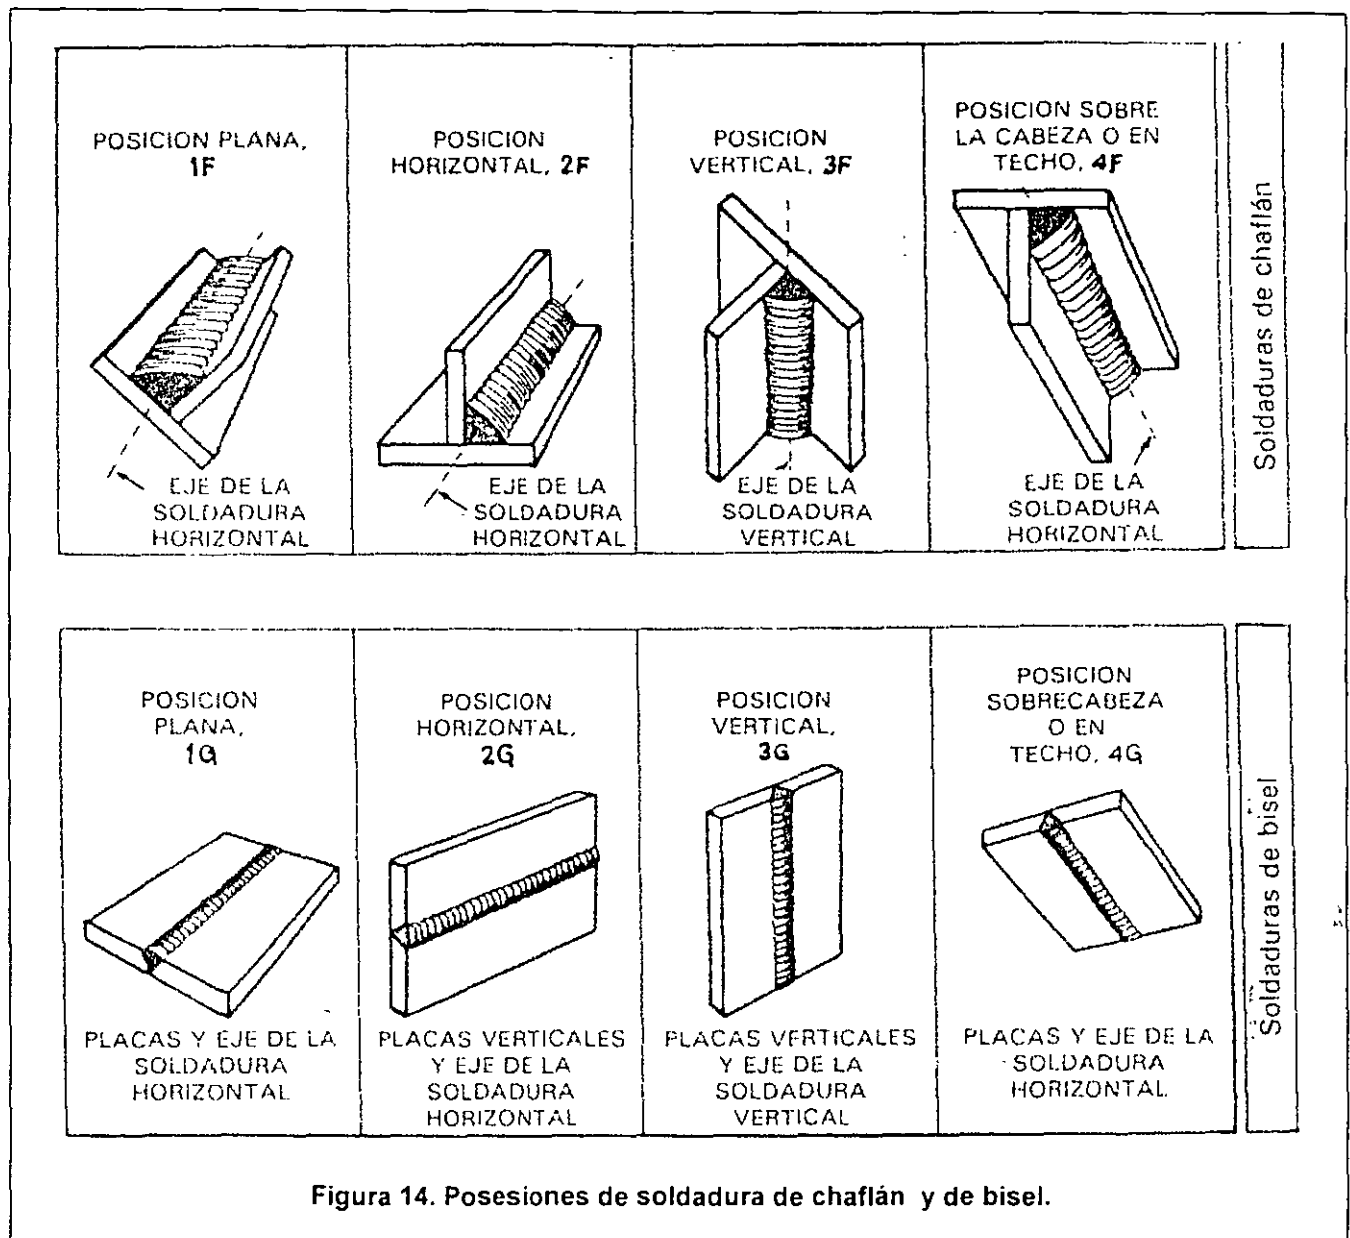 POSICION PLANA,
1F
EJE DE LA
SOLDADURA
HORIZONTAL
POSICION
HORIZONTAL, 2F
EJE DE LA
SOLDADURA
HORIZONTAL
POSICION
VERTICAL, 3F
EJE DE LA
SOLDADURA
VERTICAL
POSICION SOBRE
LA CABEZA O EN
TECHO, 4F
EJE DE LA
SOLDADURA
HORIZONTAL
Soldaduras de chaflán
POSICION
PLANA,
1G
PLACAS Y EJE DE LA
SOLDADURA
HORIZONTAL
POSICION
HORIZONTAL,
2G
PLACAS VERTICALES
Y EJE DE LA
SOLDADURA
HORIZONTAL
POSICION
VERTICAL,
3G
PLACAS VERTICALES
Y EJE DE LA
SOLDADURA
VERTICAL
POSICION
SOBRECABEZA
O EN
TECHO, 4G
PLACAS Y EJE DE LA
SOLDADURA
HORIZONTAL
Soldaduras de bisel
Figura 14. Posesiones de soldadura de chaflán y de bisel.